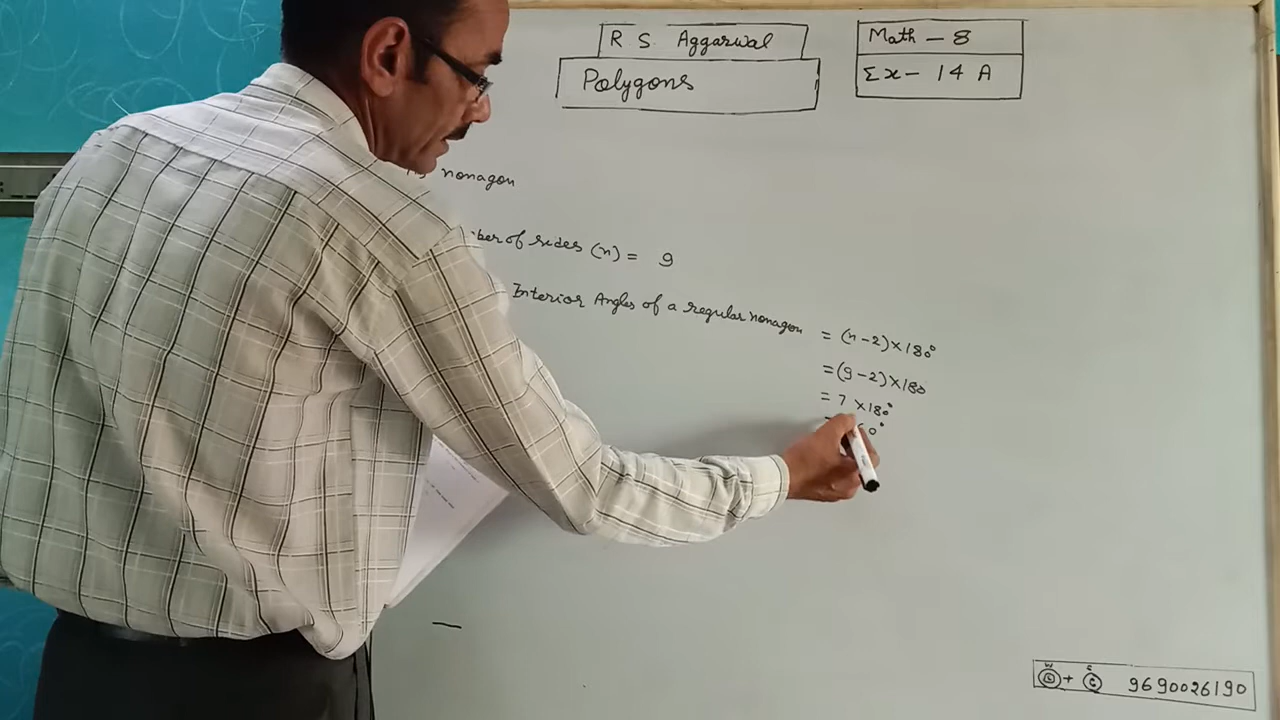 R S Aggarwal
Polygons
Math - 8
Ex - 14 A
nonagon
of sides (n) = 9
Interior Angles of a regular nonagon = (n-2)×180°
=(9-2)×180
= 7 ×180°
9690026190